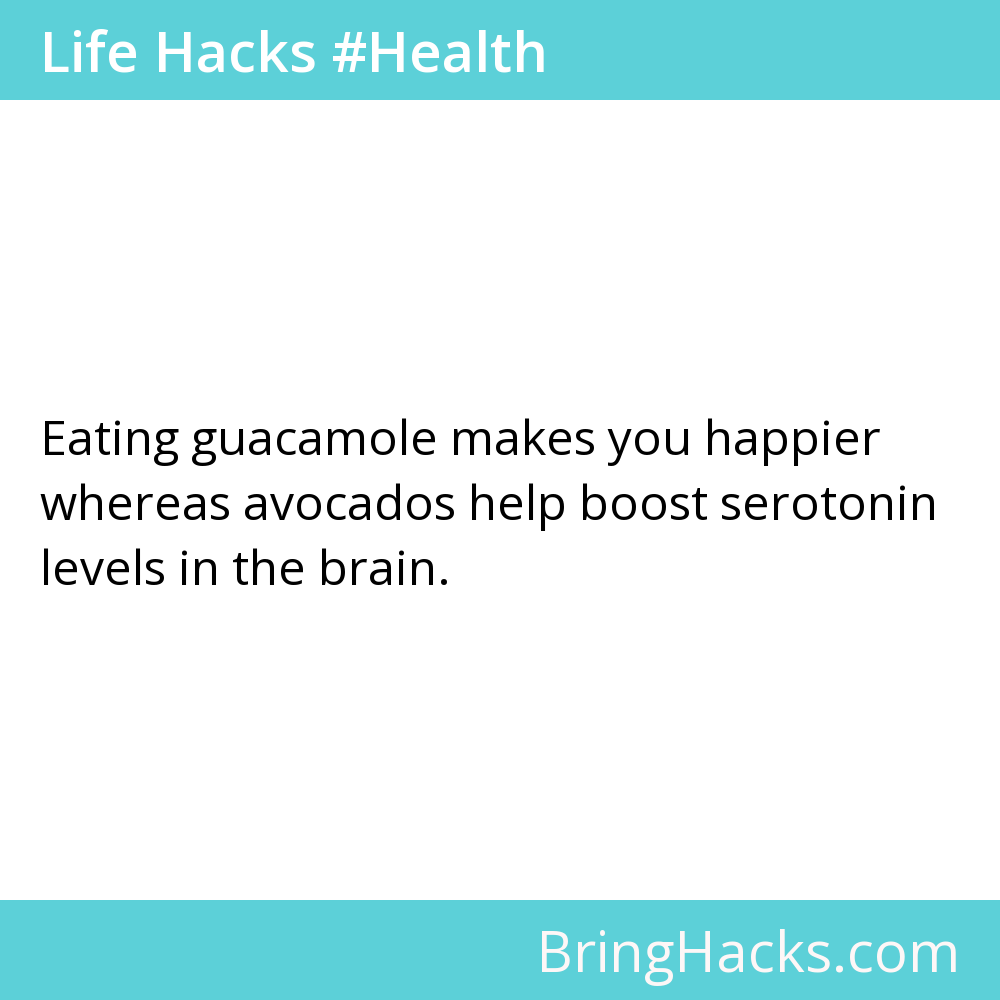 Life Hacks #Health
Eating guacamole makes you happier
whereas avocados help boost serotonin
levels in the brain.
BringHacks.com